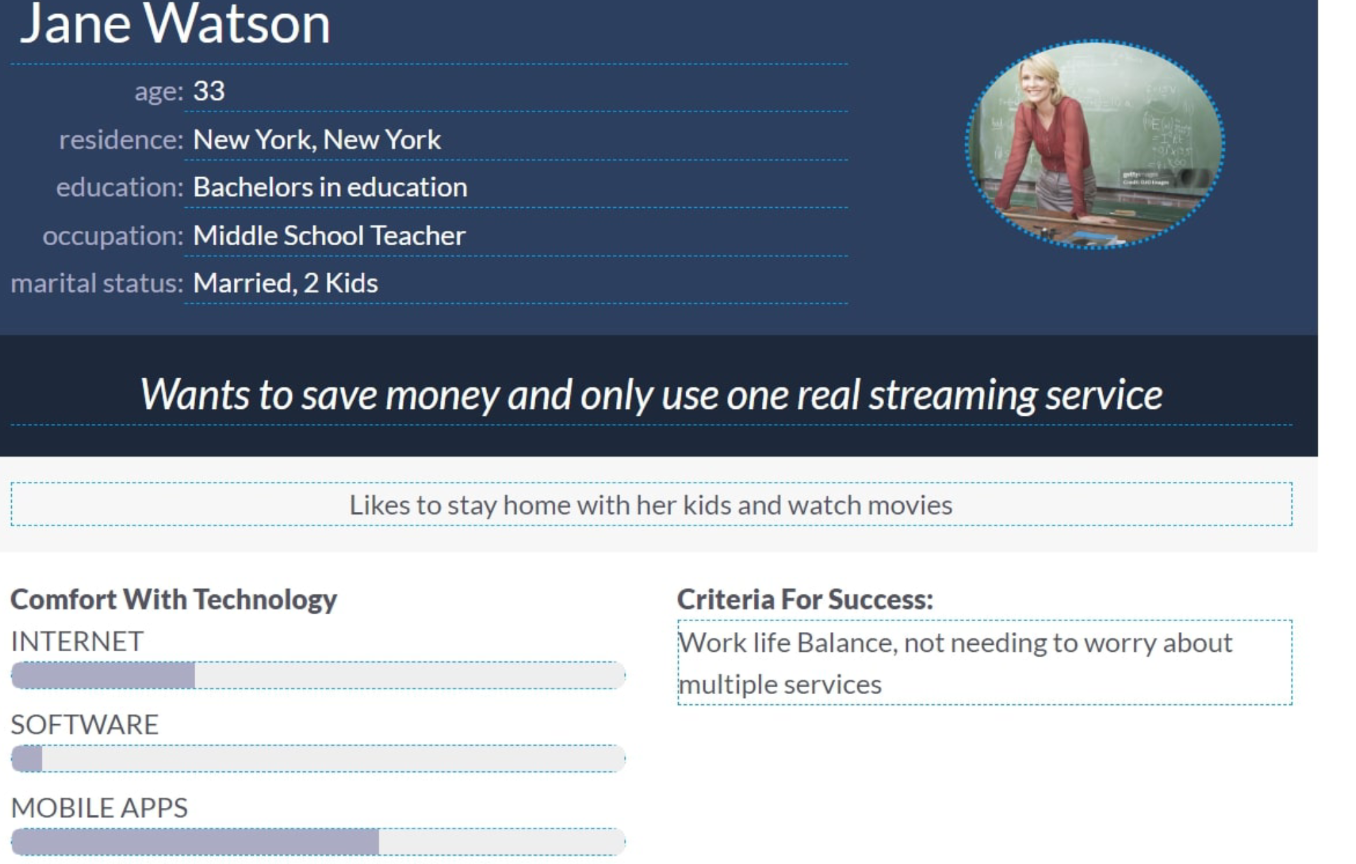 Jane Watson
age: 33
residence: New York, New York
education: Bachelors in education
occupation: Middle School Teacher
marital status: Married, 2 Kids
Wants to save money and only use one real streaming service
Likes to stay home with her kids and watch movies
Comfort With Technology
INTERNET
SOFTWARE
MOBILE APPS
Criteria For Success:
Work life Balance, not needing to worry about
multiple services